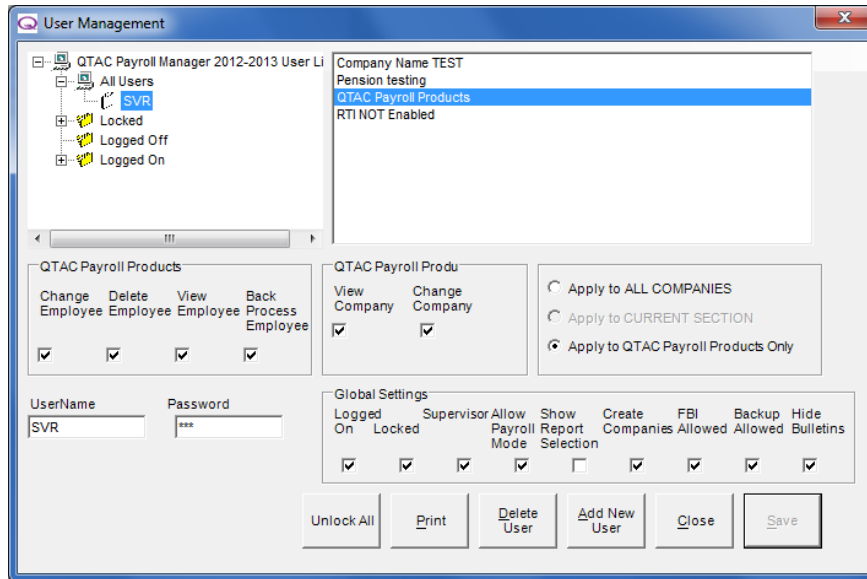 User Management
QTAC Payroll Manager 2012-2013 User Li
All Users
SVR
Locked
Logged Off
Logged On
Company Name TEST
Pension testing
QTAC Payroll Products
RTI NOT Enabled
QTAC Payroll Products
Change Employee
Delete Employee
View Employee
Back Process Employee
QTAC Payroll Produ
View Company
Change Company
Apply to ALL COMPANIES
Apply to CURRENT SECTION
Apply to QTAC Payroll Products Only
UserName
SVR
Password
***
Global Settings
Logged On
Locked
Supervisor
Allow Payroll Mode
Show Report Selection
Create Companies
FBI Allowed
Backup Allowed
Hide Bulletins
Unlock All
Print
Delete User
Add New User
Close
Save